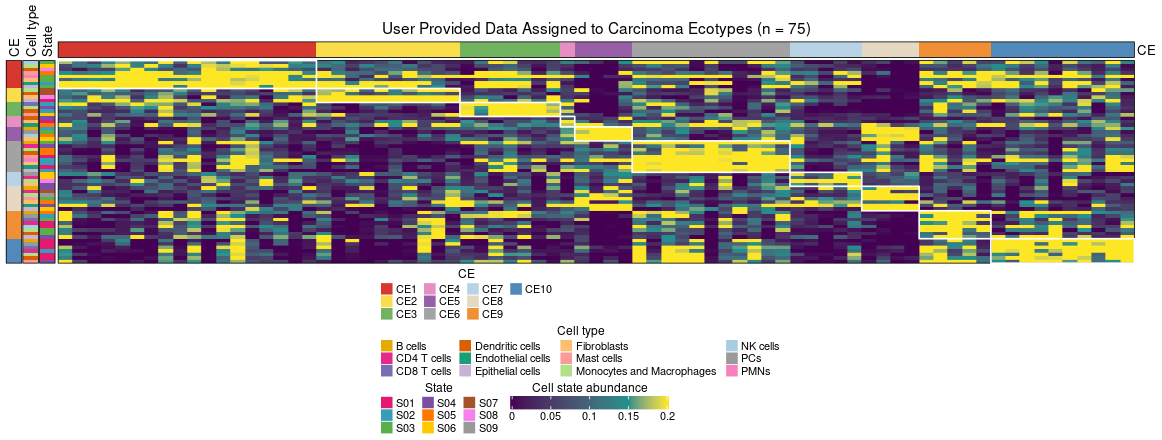 User Provided Data Assigned to Carcinoma Ecotypes (n = 75)
CE
Cell type
State
CE
CE
CE1 CE4 CE7 CE10
CE2 CE5 CE8
CE3 CE6 CE9
Cell type
B cells Dendritic cells Fibroblasts NK cells
CD4 T cells Endothelial cells Mast cells PCs
CD8 T cells Epithelial cells Monocytes and Macrophages PMNs
State Cell state abundance
S01 S04 S07
S02 S05 S08
S03 S06 S09
0 0.05 0.1 0.15 0.2